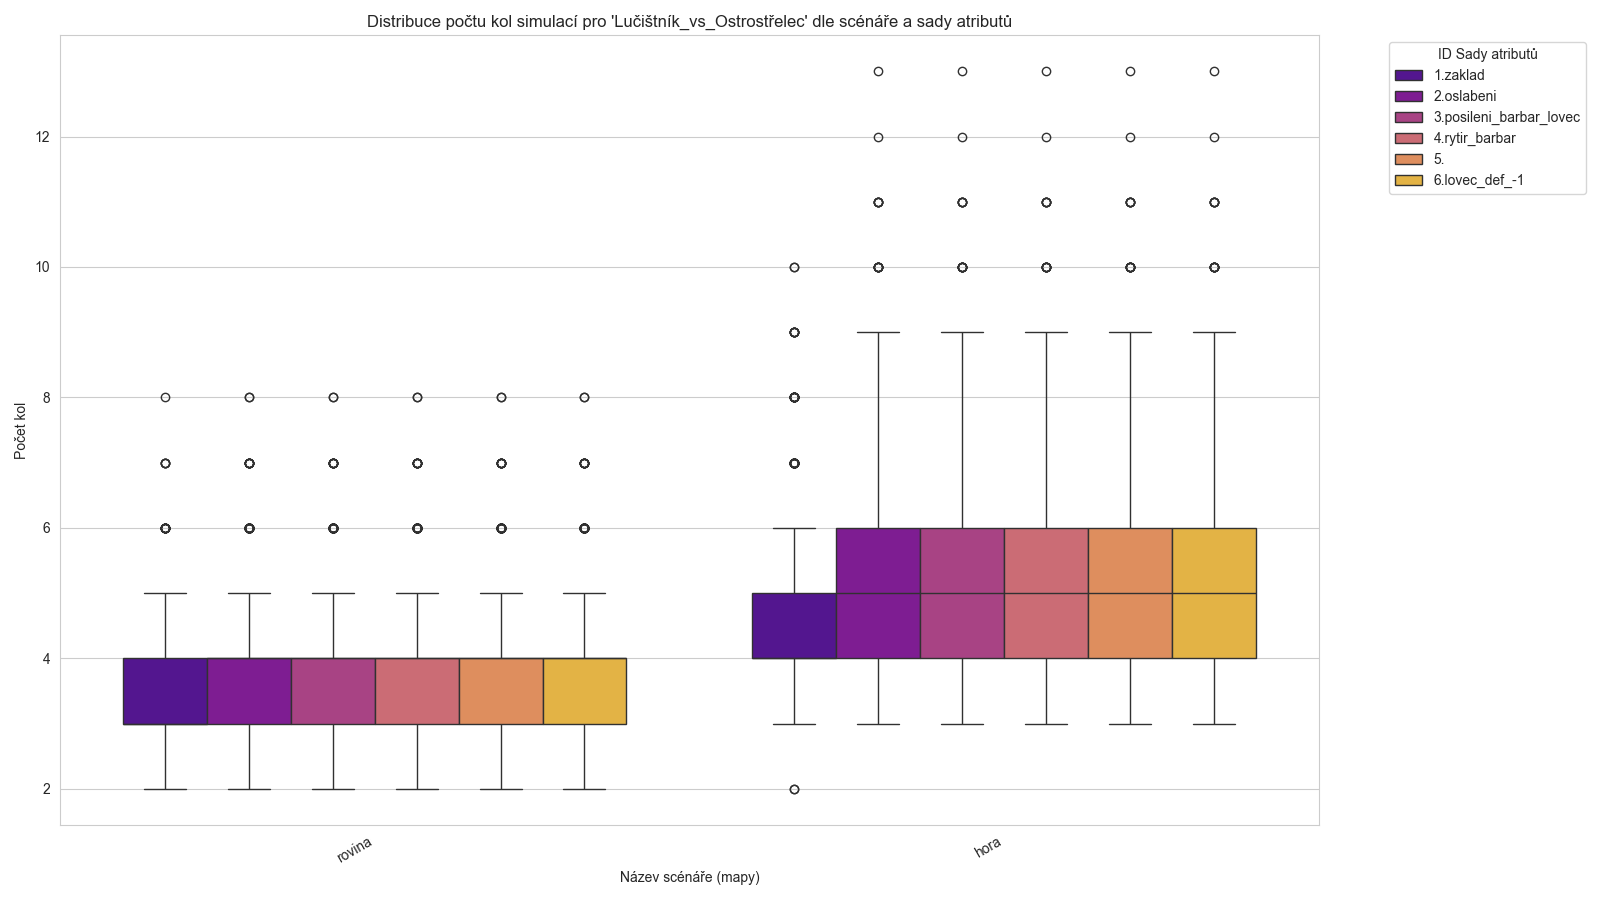 Distribuce počtu kol simulací pro 'Lučištník_vs_Ostrostřelec' dle scénáře a sady atributů
ID Sady atributů
1.zaklad
2.oslabeni
3.posileni_barbar_lovec
4.rytir_barbar
5.
6.lovec_def_-1
Počet kol
12
10
8
6
4
2
rovina
hora
Název scénáře (mapy)